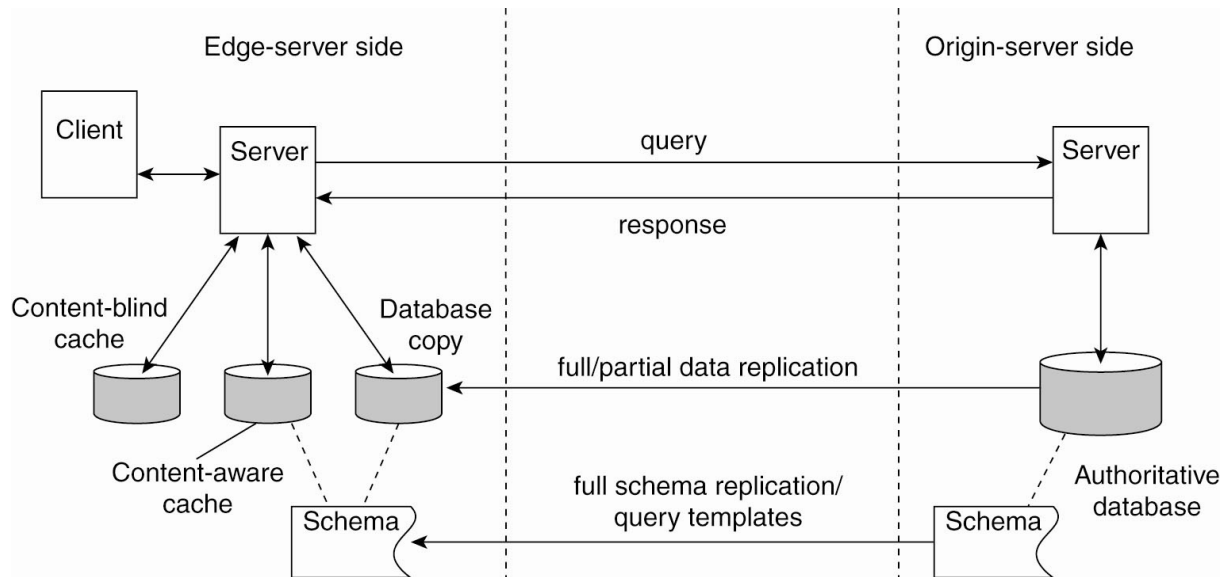 Edge-server side
Origin-server side
Client
Server
query
Server
response
Content-blind
cache
Database
copy
full/partial data replication
Content-aware
cache
Authoritative
database
full schema replication/
query templates
Schema
Schema